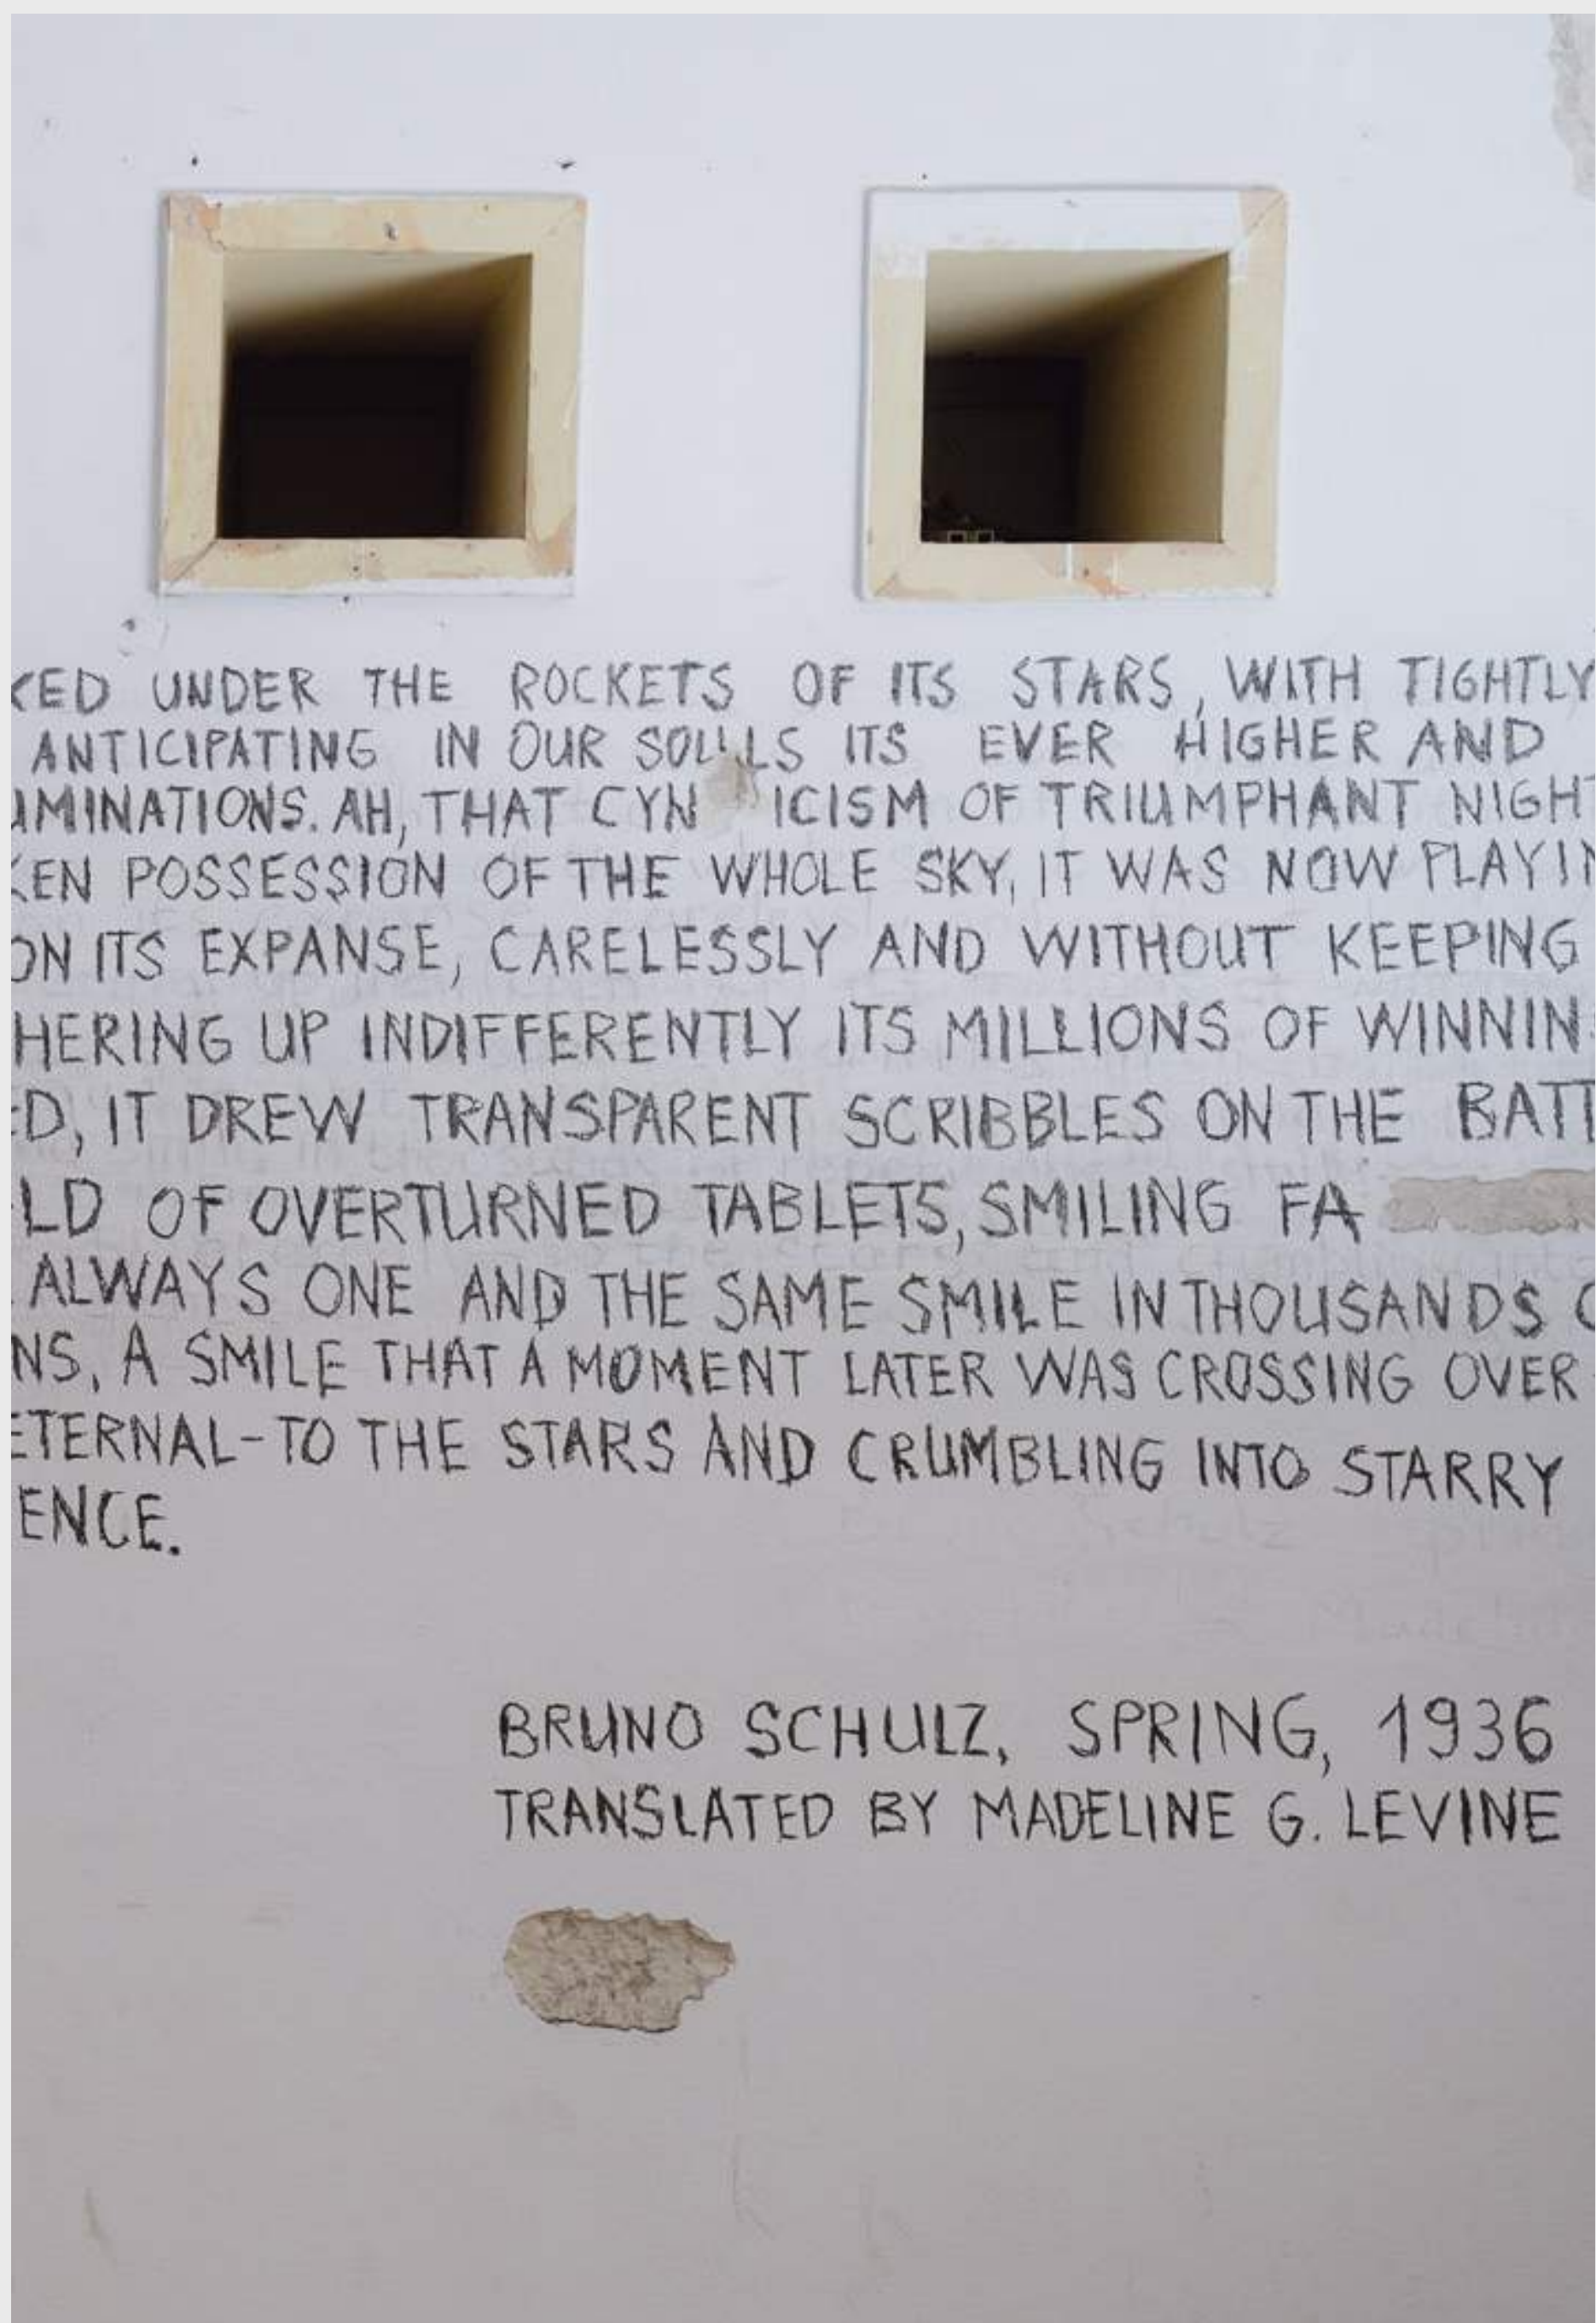 KED UNDER THE ROCKETS OF ITS STARS, WITH TIGHTLY
ANTICIPATING IN OUR SOULS ITS EVER HIGHER AND
UMINATIONS. AH, THAT CYN ICISM OF TRIUMPHANT NIGHT
KEN POSSESSION OF THE WHOLE SKY, IT WAS NOW PLAYIN
ON ITS EXPANSE, CARELESSLY AND WITHOUT KEEPING
HERING UP INDIFFERENTLY ITS MILLIONS OF WINNIN
ED, IT DREW TRANSPARENT SCRIBBLES ON THE BATT
LD OF OVERTURNED TABLETS, SMILING FA
ALWAYS ONE AND THE SAME SMILE IN THOUSANDS O
NS, A SMILE THAT A MOMENT LATER WAS CROSSING OVER
ETERNAL-TO THE STARS AND CRUMBLING INTO STARRY
ENCE.
BRUNO SCHULZ, SPRING, 1936
TRANSLATED BY MADELINE G. LEVINE